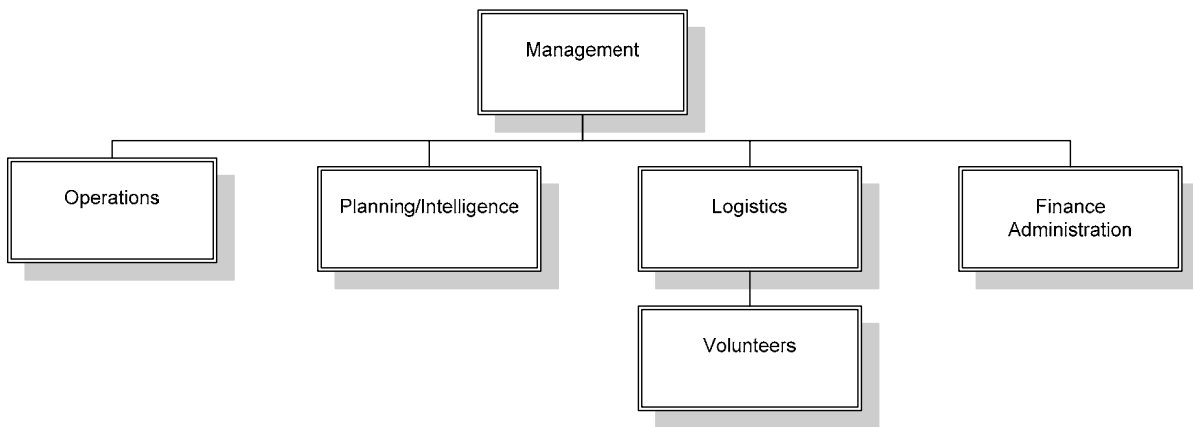 Management
Operations
Planning/Intelligence
Logistics
Finance
Administration
Volunteers